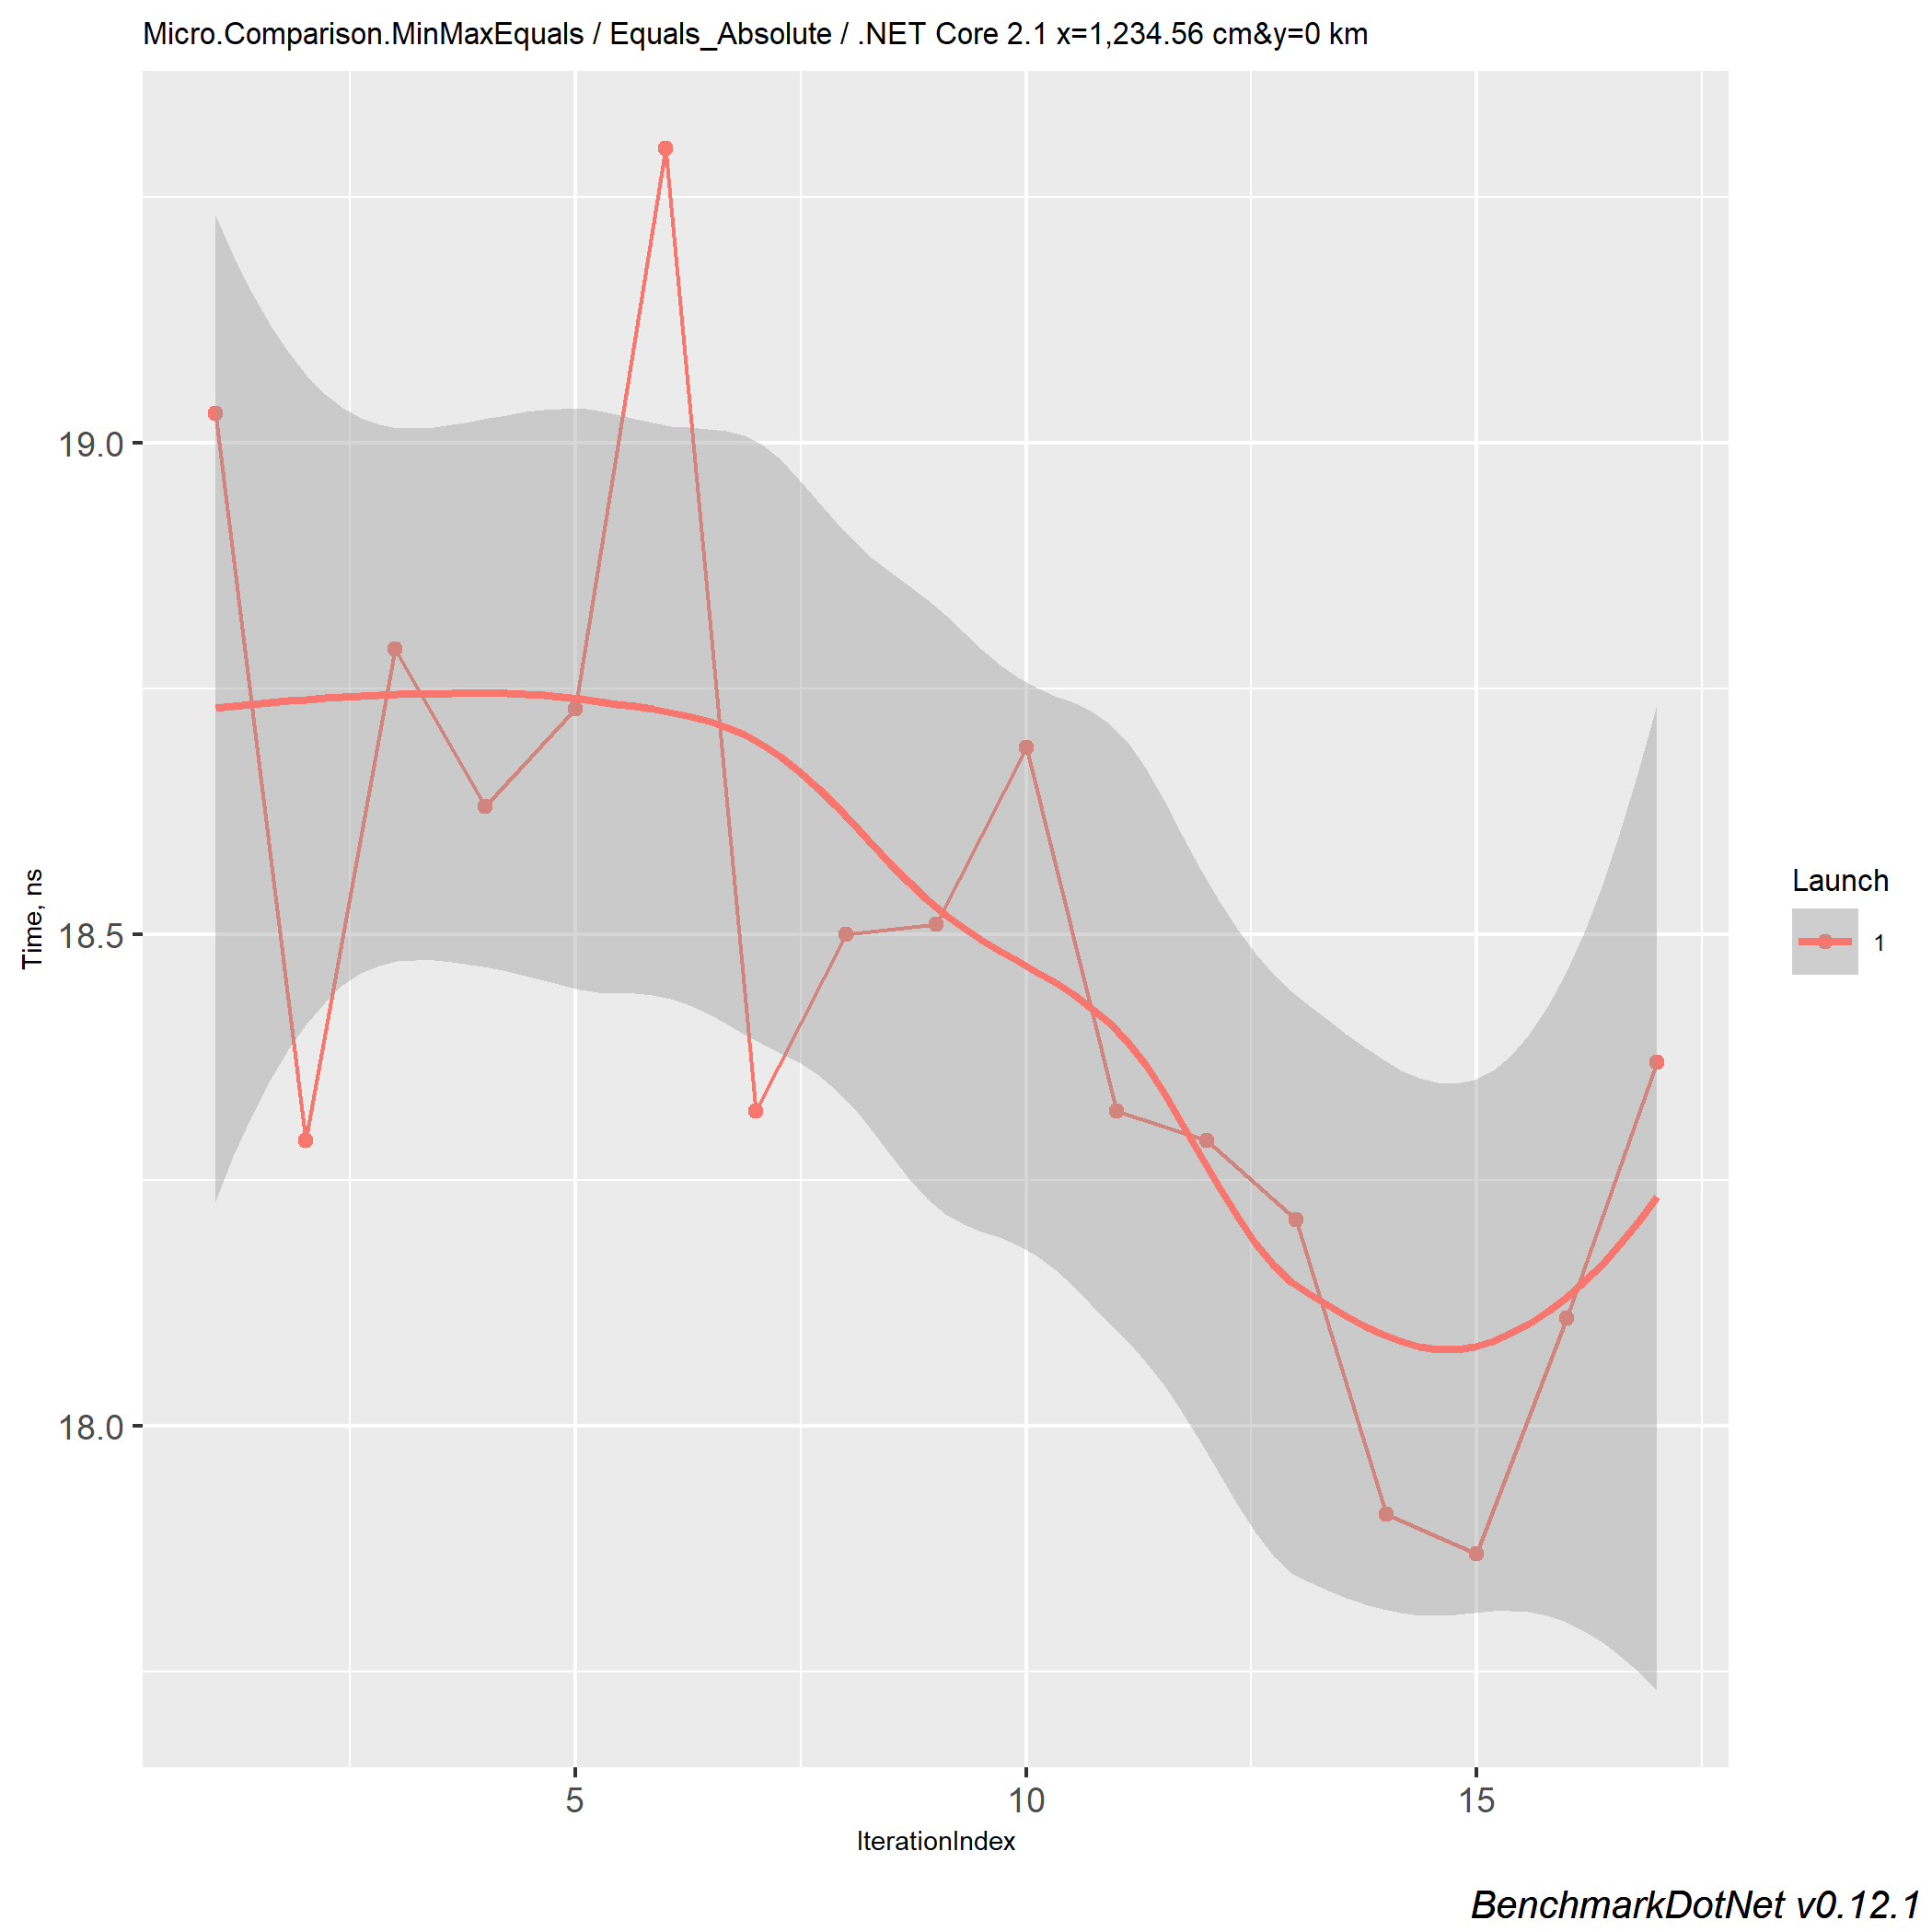 Micro.Comparison.MinMaxEquals / Equals_Absolute / .NET Core 2.1 x=1,234.56 cm&y=0 km
19.0
18.5
18.0
Time, ns
5
10
15
IterationIndex
Launch
1
BenchmarkDotNet v0.12.1